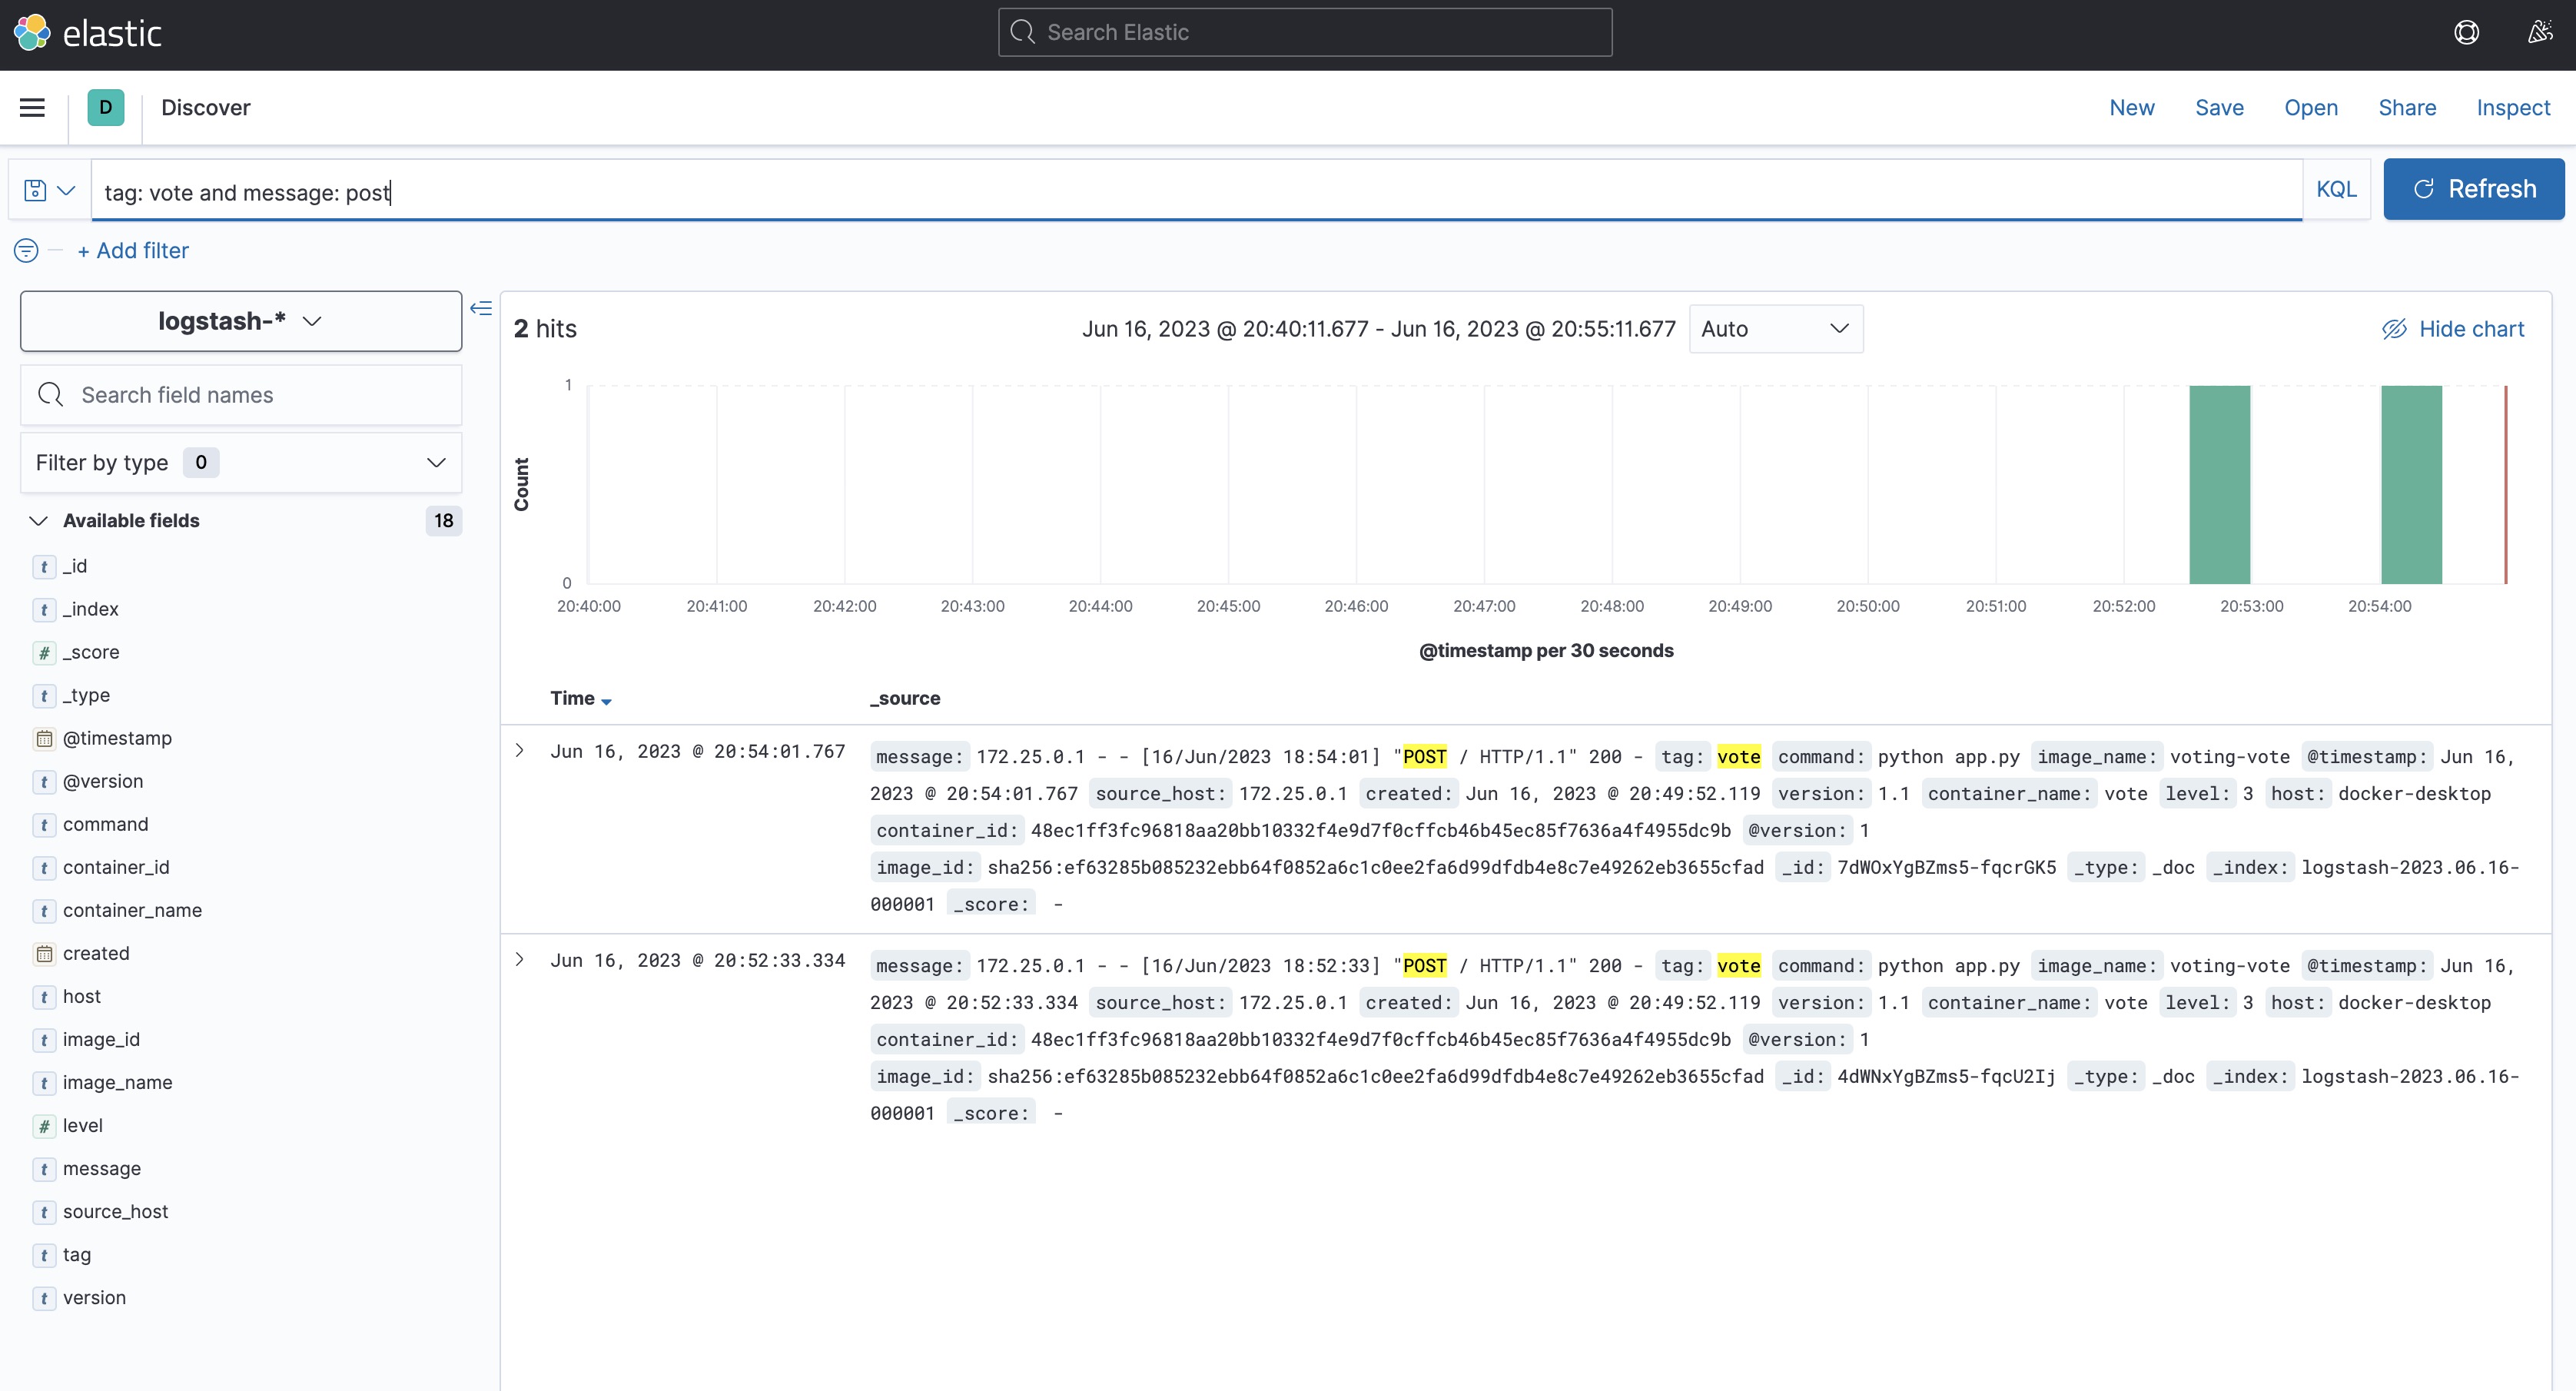 elastic
Search Elastic
D
Discover
New
Save
Open
Share
Inspect
tag: vote and message: post
KQL
Refresh
+ Add filter
logstash-*
Search field names
Filter by type 0
Available fields 18
t _id
t _index
# _score
t _type
@timestamp
t @version
t command
t container_id
t container_name
created
t host
t image_id
t image_name
# level
t message
t source_host
t tag
t version
2 hits
Jun 16, 2023 @ 20:40:11.677 - Jun 16, 2023 @ 20:55:11.677
Auto
Hide chart
1
0
Count
20:40:00 20:41:00 20:42:00 20:43:00 20:44:00 20:45:00 20:46:00 20:47:00 20:48:00 20:49:00 20:50:00 20:51:00 20:52:00 20:53:00 20:54:00
@timestamp per 30 seconds
Time _source
Jun 16, 2023 @ 20:54:01.767 message: 172.25.0.1 - - [16/Jun/2023 18:54:01] "POST / HTTP/1.1" 200 - tag: vote command: python app.py image_name: voting-vote @timestamp: Jun 16,
2023 @ 20:54:01.767 source_host: 172.25.0.1 created: Jun 16, 2023 @ 20:49:52.119 version: 1.1 container_name: vote level: 3 host: docker-desktop
container_id: 48ec1ff3fc96818aa20bb10332f4e9d7f0cffcb46b45ec85f7636a4f4955dc9b @version: 1
image_id: sha256:ef63285b085232ebb64f0852a6c1c0ee2fa6d99dfdb4e8c7e49262eb3655cfad _id: 7dWOxYgBZms5-fqcrGK5 _type: _doc _index: logstash-2023.06.16-
000001 _score: -
Jun 16, 2023 @ 20:52:33.334 message: 172.25.0.1 - - [16/Jun/2023 18:52:33] "POST / HTTP/1.1" 200 - tag: vote command: python app.py image_name: voting-vote @timestamp: Jun 16,
2023 @ 20:52:33.334 source_host: 172.25.0.1 created: Jun 16, 2023 @ 20:49:52.119 version: 1.1 container_name: vote level: 3 host: docker-desktop
container_id: 48ec1ff3fc96818aa20bb10332f4e9d7f0cffcb46b45ec85f7636a4f4955dc9b @version: 1
image_id: sha256:ef63285b085232ebb64f0852a6c1c0ee2fa6d99dfdb4e8c7e49262eb3655cfad _id: 4dWNxYgBZms5-fqcU2Ij _type: _doc _index: logstash-2023.06.16-
000001 _score: -